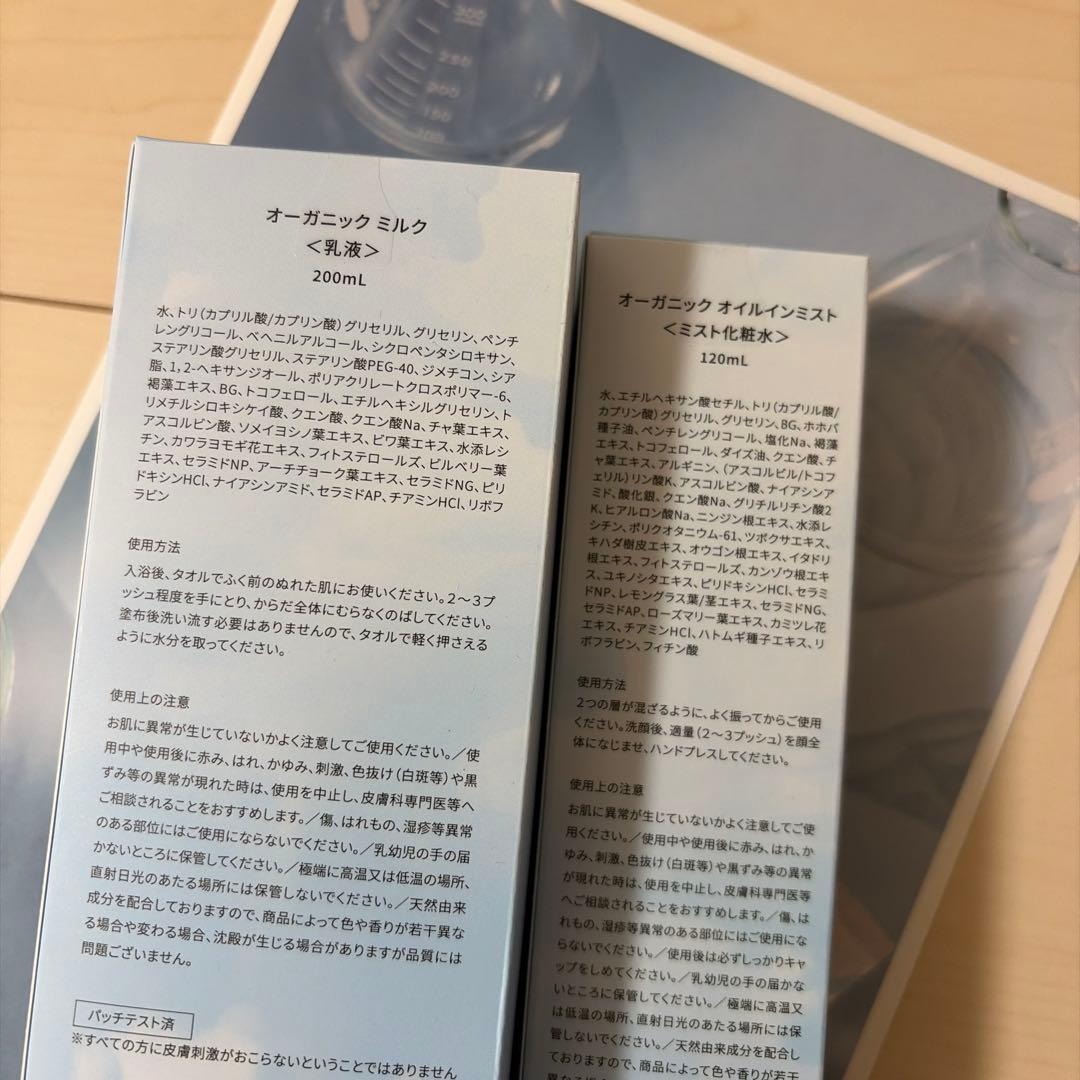 300
250
200
150
100
オーガニック ミルク
＜乳液＞
200mL
水、トリ（カプリル酸/カプリン酸）グリセリル、グリセリン、ペンチ
レングリコール、ベヘニルアルコール、シクロペンタシロキサン、
ステアリン酸グリセリル、ステアリン酸PEG-40、ジメチコン、シア
脂、1，2-ヘキサンジオール、ポリアクリレートクロスポリマー-6、
褐藻エキス、BG、トコフェロール、エチルヘキシルグリセリン、ト
リメチルシロキシケイ酸、クエン酸、クエン酸Na、チャ葉エキス、
アスコルビン酸、ソメイヨシノ葉エキス、ビワ葉エキス、水添レシ
チン、カワラヨモギ花エキス、フィトステロールズ、ビルベリー葉
エキス、セラミドNP、アーチチョーク葉エキス、セラミドNG、ピリ
ドキシンHCl、ナイアシンアミド、セラミドAP、チアミンHCl、リボフ
ラビン
使用方法
入浴後、タオルでふく前のぬれた肌にお使いください。2〜3プ
ッシュ程度を手にとり、からだ全体にむらなくのばしてください。
塗布後洗い流す必要はありませんので、タオルで軽く押さえる
ように水分を取ってください。
使用上の注意
お肌に異常が生じていないかよく注意してご使用ください。／使
用中や使用後に赤み、はれ、かゆみ、刺激、色抜け（白斑等）や黒
ずみ等の異常が現れた時は、使用を中止し、皮膚科専門医等へ
ご相談されることをおすすめします。／傷、はれもの、湿疹等異常
のある部位にはご使用にならないでください。／乳幼児の手の届
かないところに保管してください。／極端に高温又は低温の場所、
直射日光のあたる場所には保管しないでください。／天然由来
成分を配合しておりますので、商品によって色や香りが若干異な
る場合や変わる場合、沈殿が生じる場合がありますが品質には
問題ございません。
パッチテスト済
※すべての方に皮膚刺激がおこらないということではありません
オーガニック オイルインミスト
＜ミスト化粧水＞
120mL
水、エチルヘキサン酸セチル、トリ（カプリル酸/
カプリン酸）グリセリル、グリセリン、BG、ホホバ
種子油、ペンチレングリコール、塩化Na、褐藻
エキス、トコフェロール、ダイズ油、クエン酸、チ
ャ葉エキス、アルギニン、（アスコルビル/トコフ
ェリル）リン酸K、アスコルビン酸、ナイアシンア
ミド、酸化銀、クエン酸Na、グリチルリチン酸2
K、ヒアルロン酸Na、ニンジン根エキス、水添レ
シチン、ポリクオタニウム-61、ツボクサエキス、
キハダ樹皮エキス、オウゴン根エキス、イタドリ
根エキス、フィトステロールズ、カンゾウ根エキ
ス、ユキノシタエキス、ピリドキシンHCl、セラミ
ドNP、レモングラス葉/茎エキス、セラミドNG、
セラミドAP、ローズマリー葉エキス、カミツレ花
エキス、チアミンHCl、ハトムギ種子エキス、リ
ボフラビン、フィチン酸
使用方法
2つの層が混ざるように、よく振ってからご使用
ください。洗顔後、適量（2〜3プッシュ）を顔全
体になじませ、ハンドプレスしてください。
使用上の注意
お肌に異常が生じていないかよく注意してご使
用ください。／使用中や使用後に赤み、はれ、か
ゆみ、刺激、色抜け（白斑等）や黒ずみ等の異常
が現れた時は、使用を中止し、皮膚科専門医等
へご相談されることをおすすめします。／傷、は
れもの、湿疹等異常のある部位にはご使用にな
らないでください。／使用後は必ずしっかりキャ
ップをしめてください。／乳幼児の手の届かな
いところに保管してください。／極端に高温又
は低温の場所、直射日光のあたる場所には保
管しないでください。／天然由来成分を配合し
ておりますので、商品によって色や香りが若干